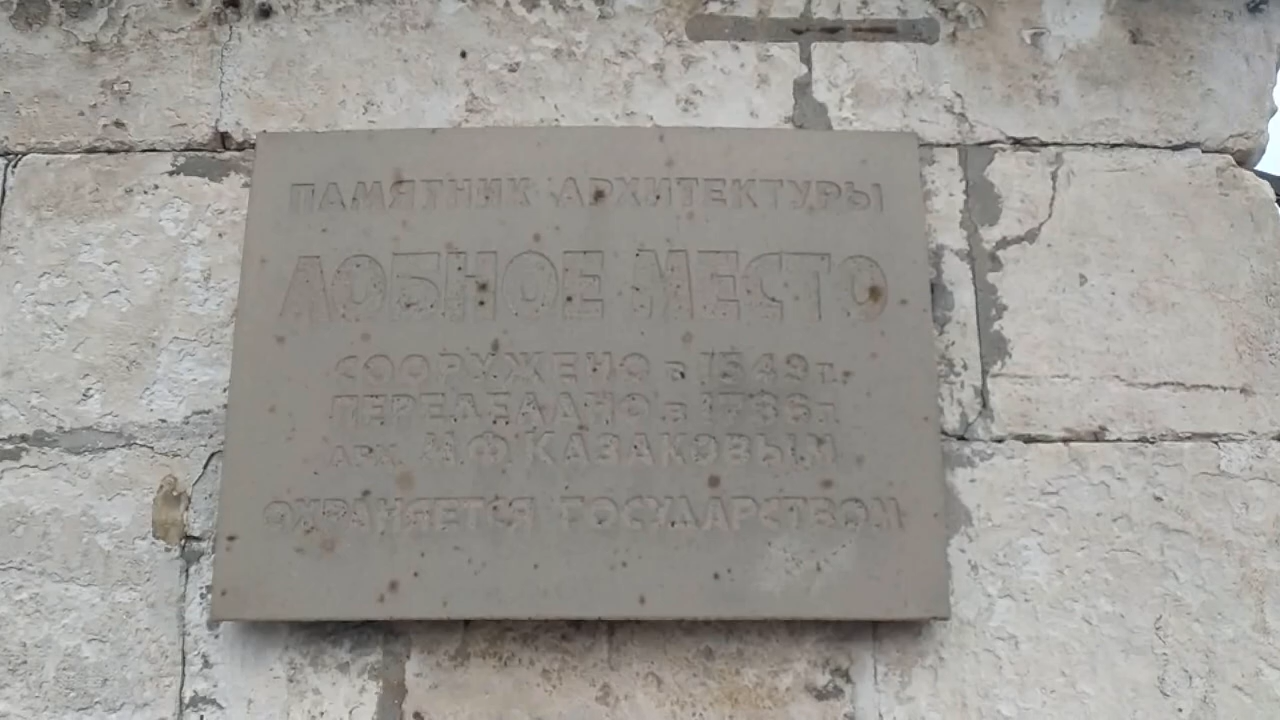 ПАМЯТНИК АРХИТЕКТУРЫ
ЛОБНОЕ МЕСТО
СООРУЖЕНО в 1549 г.
ПЕРЕДЕЛАНО в 1786 г.
АРХ. М.Ф.КАЗАКОВЫМ
ОХРАНЯЕТСЯ ГОСУДАРСТВОМ